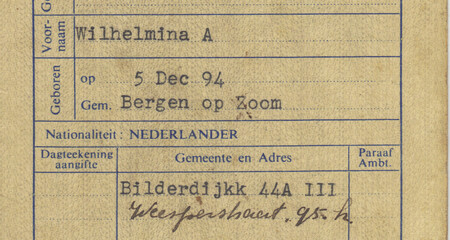 Voor-
naam
Wilhelmina A
Geboren
op 5 Dec 94
Gem. Bergen op Zoom
Nationaliteit: NEDERLANDER
Dagteekening
aangifte
Gemeente en Adres
Paraaf
Ambt.
Bilderdijkk 44A III
Weesperstraat. 95 h.